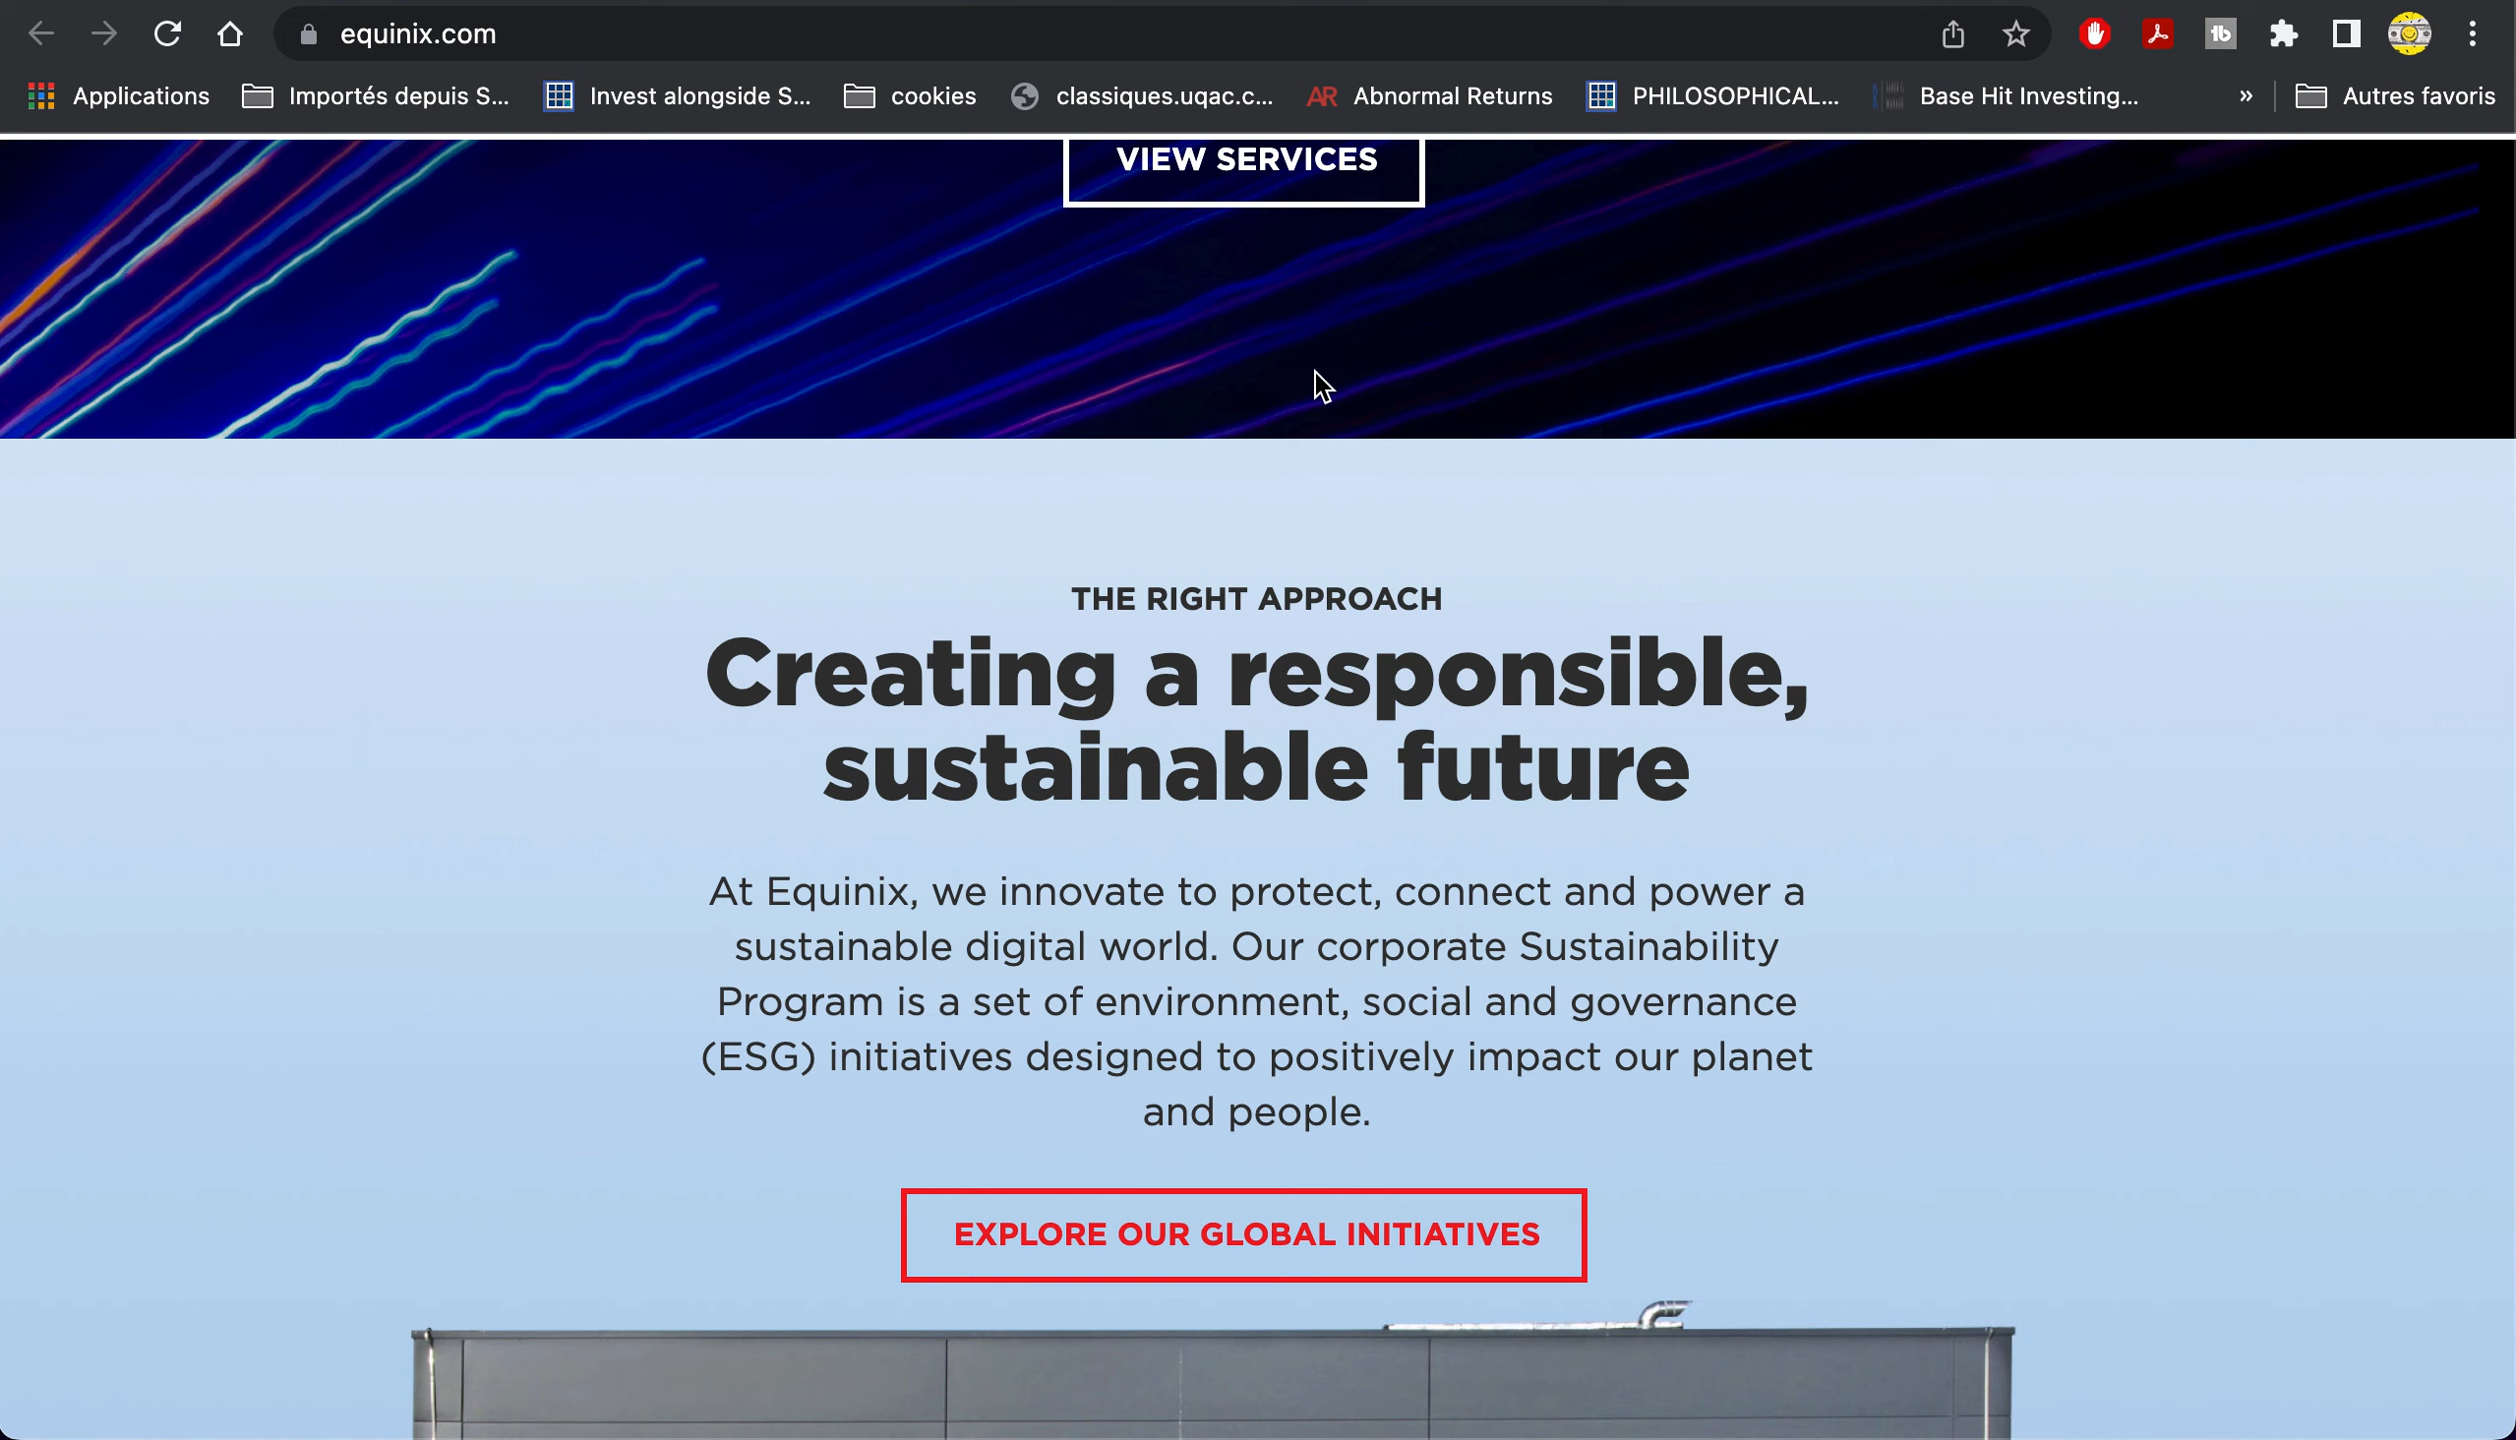 equinix.com
Applications
Importés depuis S...
Invest alongside S...
cookies
classiques.uqac.c...
AR Abnormal Returns
PHILOSOPHICAL...
Base Hit Investing...
»
Autres favoris
VIEW SERVICES
THE RIGHT APPROACH
Creating a responsible,
sustainable future
At Equinix, we innovate to protect, connect and power a
sustainable digital world. Our corporate Sustainability
Program is a set of environment, social and governance
(ESG) initiatives designed to positively impact our planet
and people.
EXPLORE OUR GLOBAL INITIATIVES